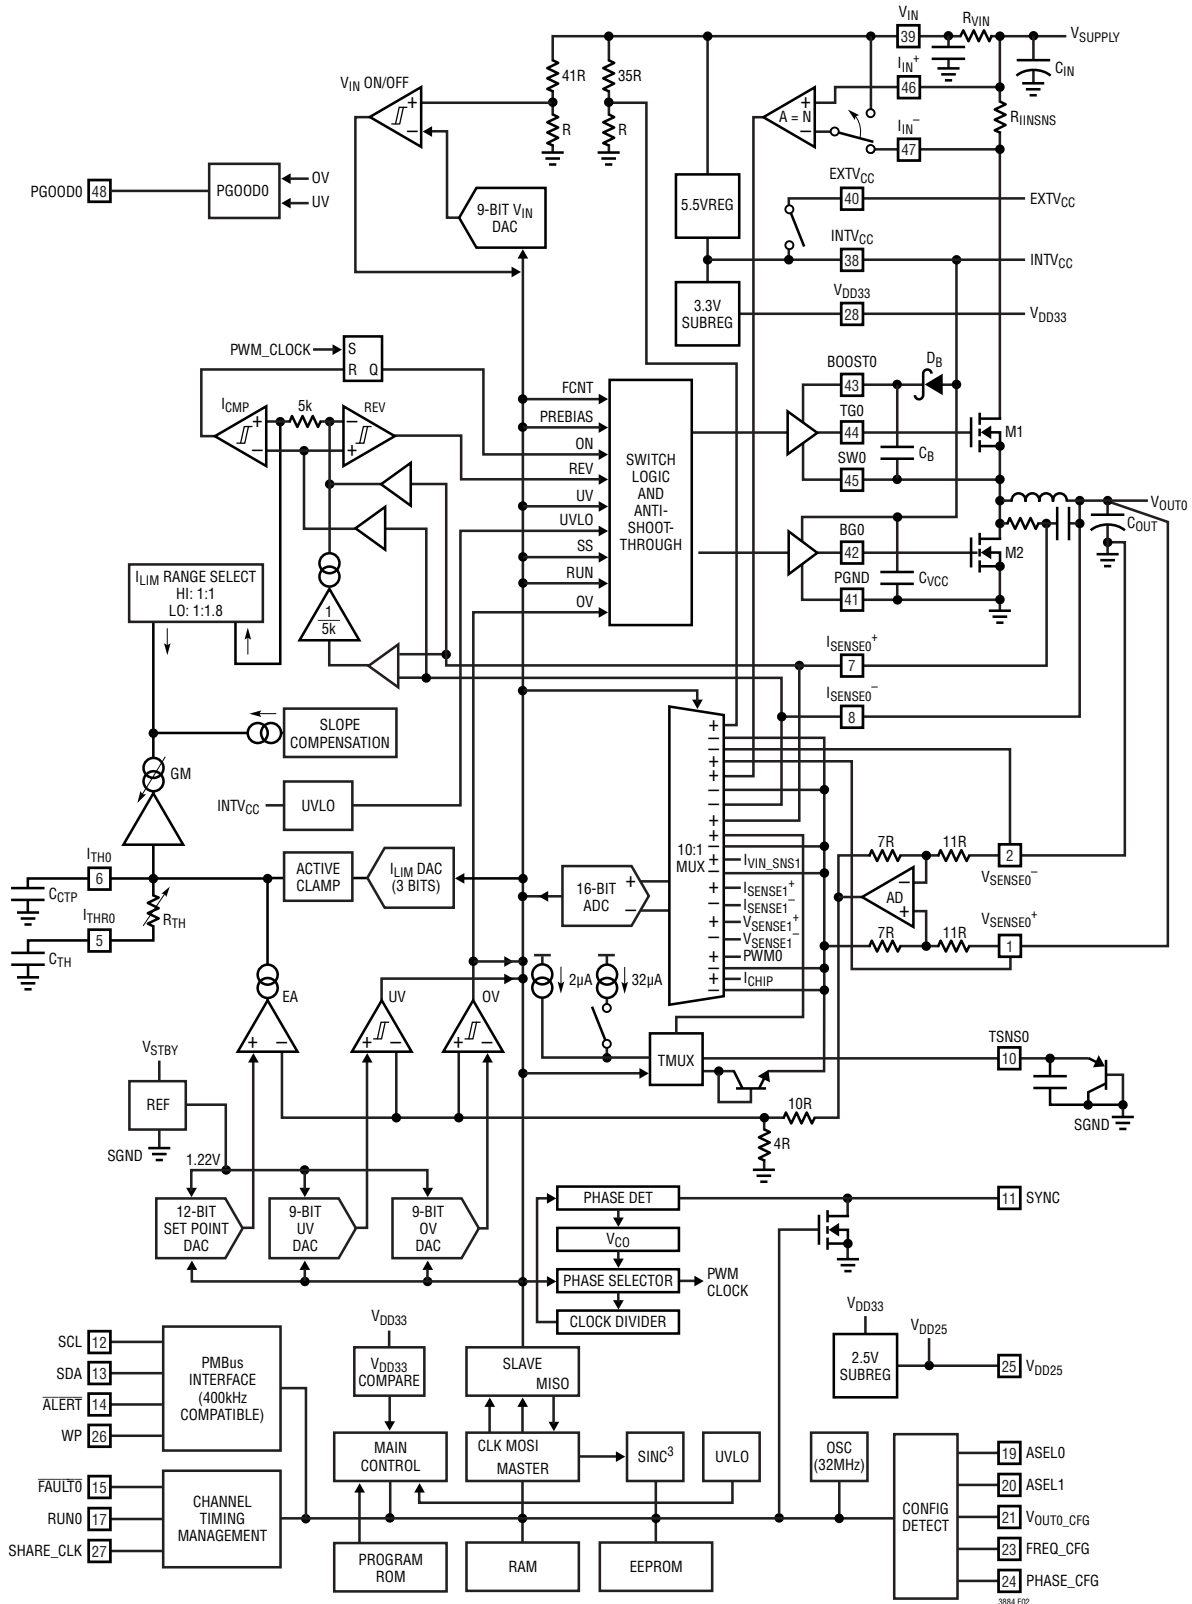 VIN
39
RVIN
VSUPPLY
CIN
IIN+
46
RIINSNS
IIN–
47
A = N
+
–
41R
35R
R
R
VIN ON/OFF
+
–
9-BIT VIN
DAC
PGOOD0
48
PGOOD0
OV
UV
EXTVCC
40
EXTVCC
5.5VREG
INTVCC
38
INTVCC
3.3V
SUBREG
VDD33
28
VDD33
PWM_CLOCK
S
R
Q
ICMP
5k
REV
+
–
–
+
FCNT
PREBIAS
ON
REV
UV
UVLO
SS
RUN
OV
SWITCH
LOGIC
AND
ANTI-
SHOOT-
THROUGH
BOOST0
43
DB
TG0
44
CB
SW0
45
M1
VOUT0
COUT
BG0
42
M2
CVCC
PGND
41
ILIM RANGE SELECT
HI: 1:1
LO: 1:1.8
1
5k
ISENSE0+
7
ISENSE0–
8
SLOPE
COMPENSATION
GM
INTVCC
UVLO
ITH0
6
CCTP
ITHR0
5
CTH
RTH
ACTIVE
CLAMP
ILIM DAC
(3 BITS)
16-BIT
ADC
+
–
10:1
MUX
+
–
–
+
+
–
–
+
+
–
+
–
+
–
+
–
+
–
+
–
IVIN_SNS1
ISENSE1+
ISENSE1–
VSENSE1+
VSENSE1–
PWM0
ICHIP
7R
11R
2
VSENSE0–
AD
–
+
7R
11R
VSENSE0+
1
EA
+
–
UV
+
–
OV
–
+
2µA
32µA
TMUX
TSNS0
10
SGND
10R
4R
VSTBY
REF
SGND
1.22V
12-BIT
SET POINT
DAC
9-BIT
UV
DAC
9-BIT
OV
DAC
PHASE DET
VCO
PHASE SELECTOR
CLOCK DIVIDER
PWM
CLOCK
11
SYNC
SCL
12
SDA
13
ALERT
14
WP
26
PMBus
INTERFACE
(400kHz
COMPATIBLE)
FAULT0
15
RUN0
17
SHARE_CLK
27
CHANNEL
TIMING
MANAGEMENT
VDD33
VDD33
COMPARE
MAIN
CONTROL
PROGRAM
ROM
SLAVE
MISO
CLK MOSI
MASTER
RAM
SINC3
EEPROM
UVLO
OSC
(32MHz)
VDD33
VDD25
2.5V
SUBREG
25
VDD25
CONFIG
DETECT
19
ASEL0
20
ASEL1
21
VOUT0_CFG
23
FREQ_CFG
24
PHASE_CFG
3884 F02